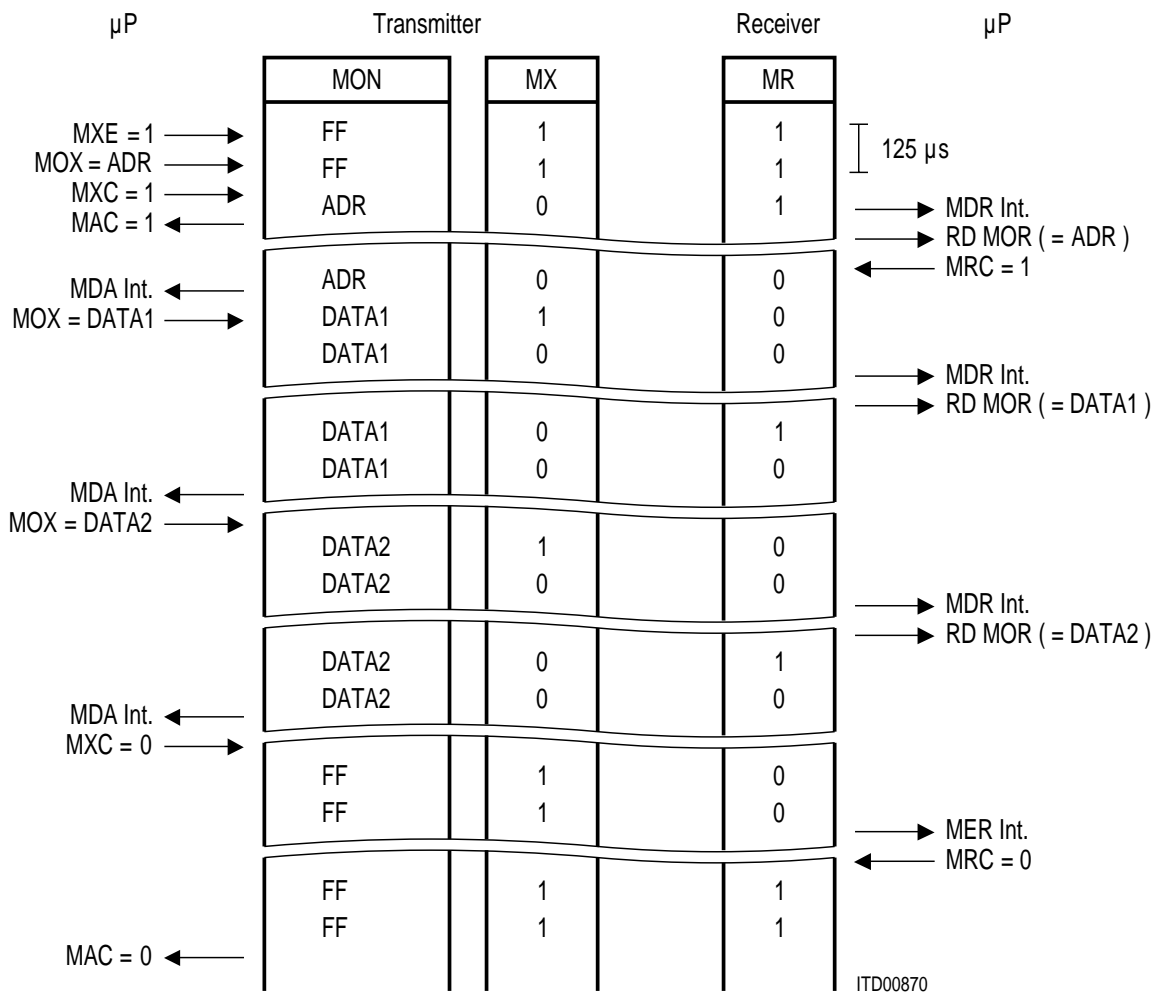 µP Transmitter Receiver µP
MON MX MR
MXE = 1 FF 1 1
125 µs
MOX = ADR FF 1 1
MXC = 1 ADR 0 1 MDR Int.
MAC = 1 RD MOR ( = ADR )
ADR 0 0 MRC = 1
MDA Int.
MOX = DATA1 DATA1 1 0
DATA1 0 0
MDR Int.
RD MOR ( = DATA1 )
DATA1 0 1
DATA1 0 0
MDA Int.
MOX = DATA2
DATA2 1 0
DATA2 0 0
MDR Int.
RD MOR ( = DATA2 )
DATA2 0 1
DATA2 0 0
MDA Int.
MXC = 0
FF 1 0
FF 1 0
MER Int.
MRC = 0
FF 1 1
FF 1 1
MAC = 0
ITD00870